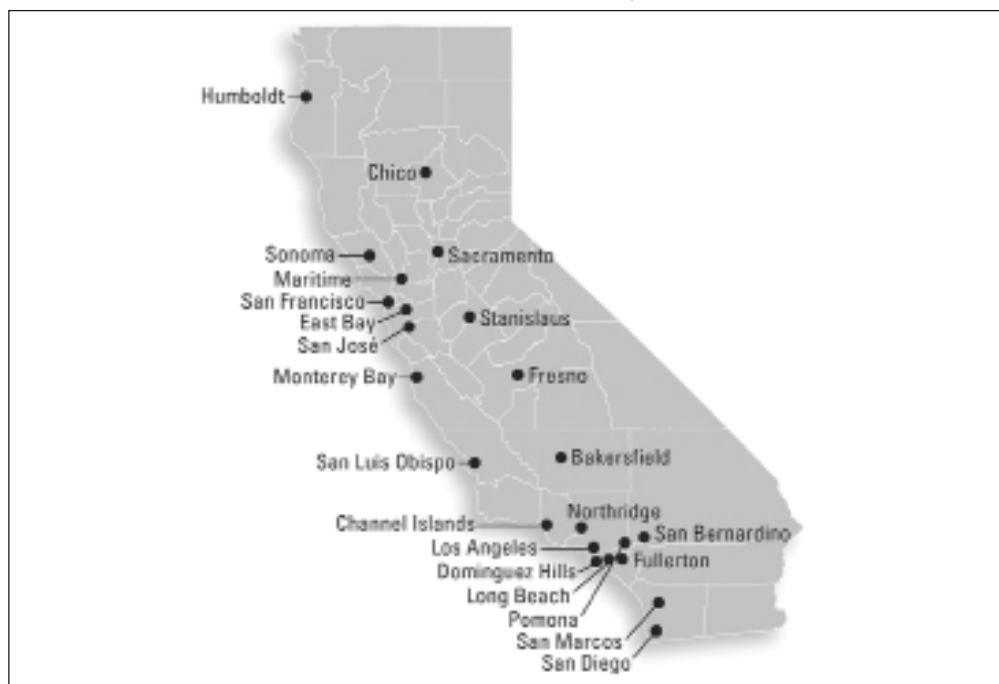 Humboldt
Chico
Sonoma
Sacramento
Maritime
San Francisco
East Bay
Stanislaus
San José
Monterey Bay
Fresno
San Luis Obispo
Bakersfield
Channel Islands
Northridge
San Bernardino
Los Angeles
Fullerton
Dominguez Hills
Long Beach
Pomona
San Marcos
San Diego